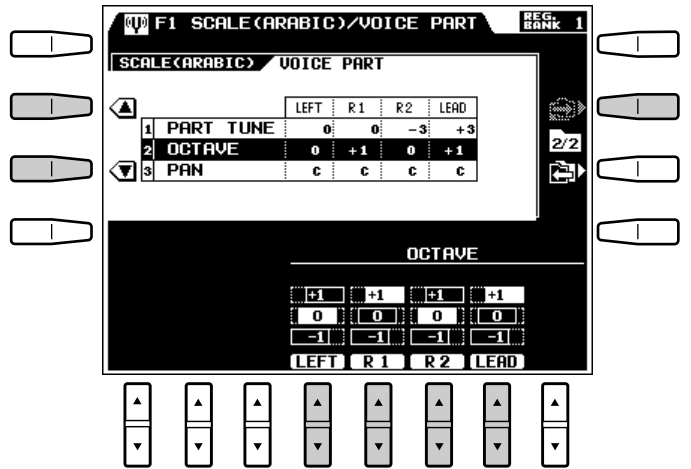 F1 SCALE(ARABIC)/VOICE PART
REG. BANK 1
SCALE(ARABIC) VOICE PART
LEFT R1 R2 LEAD
1 PART TUNE 0 0 -3 +3
2 OCTAVE 0 +1 0 +1
2/2
3 PAN C C C C
OCTAVE
+1 +1 +1 +1
0 0 0 0
-1 -1 -1 -1
LEFT R1 R2 LEAD